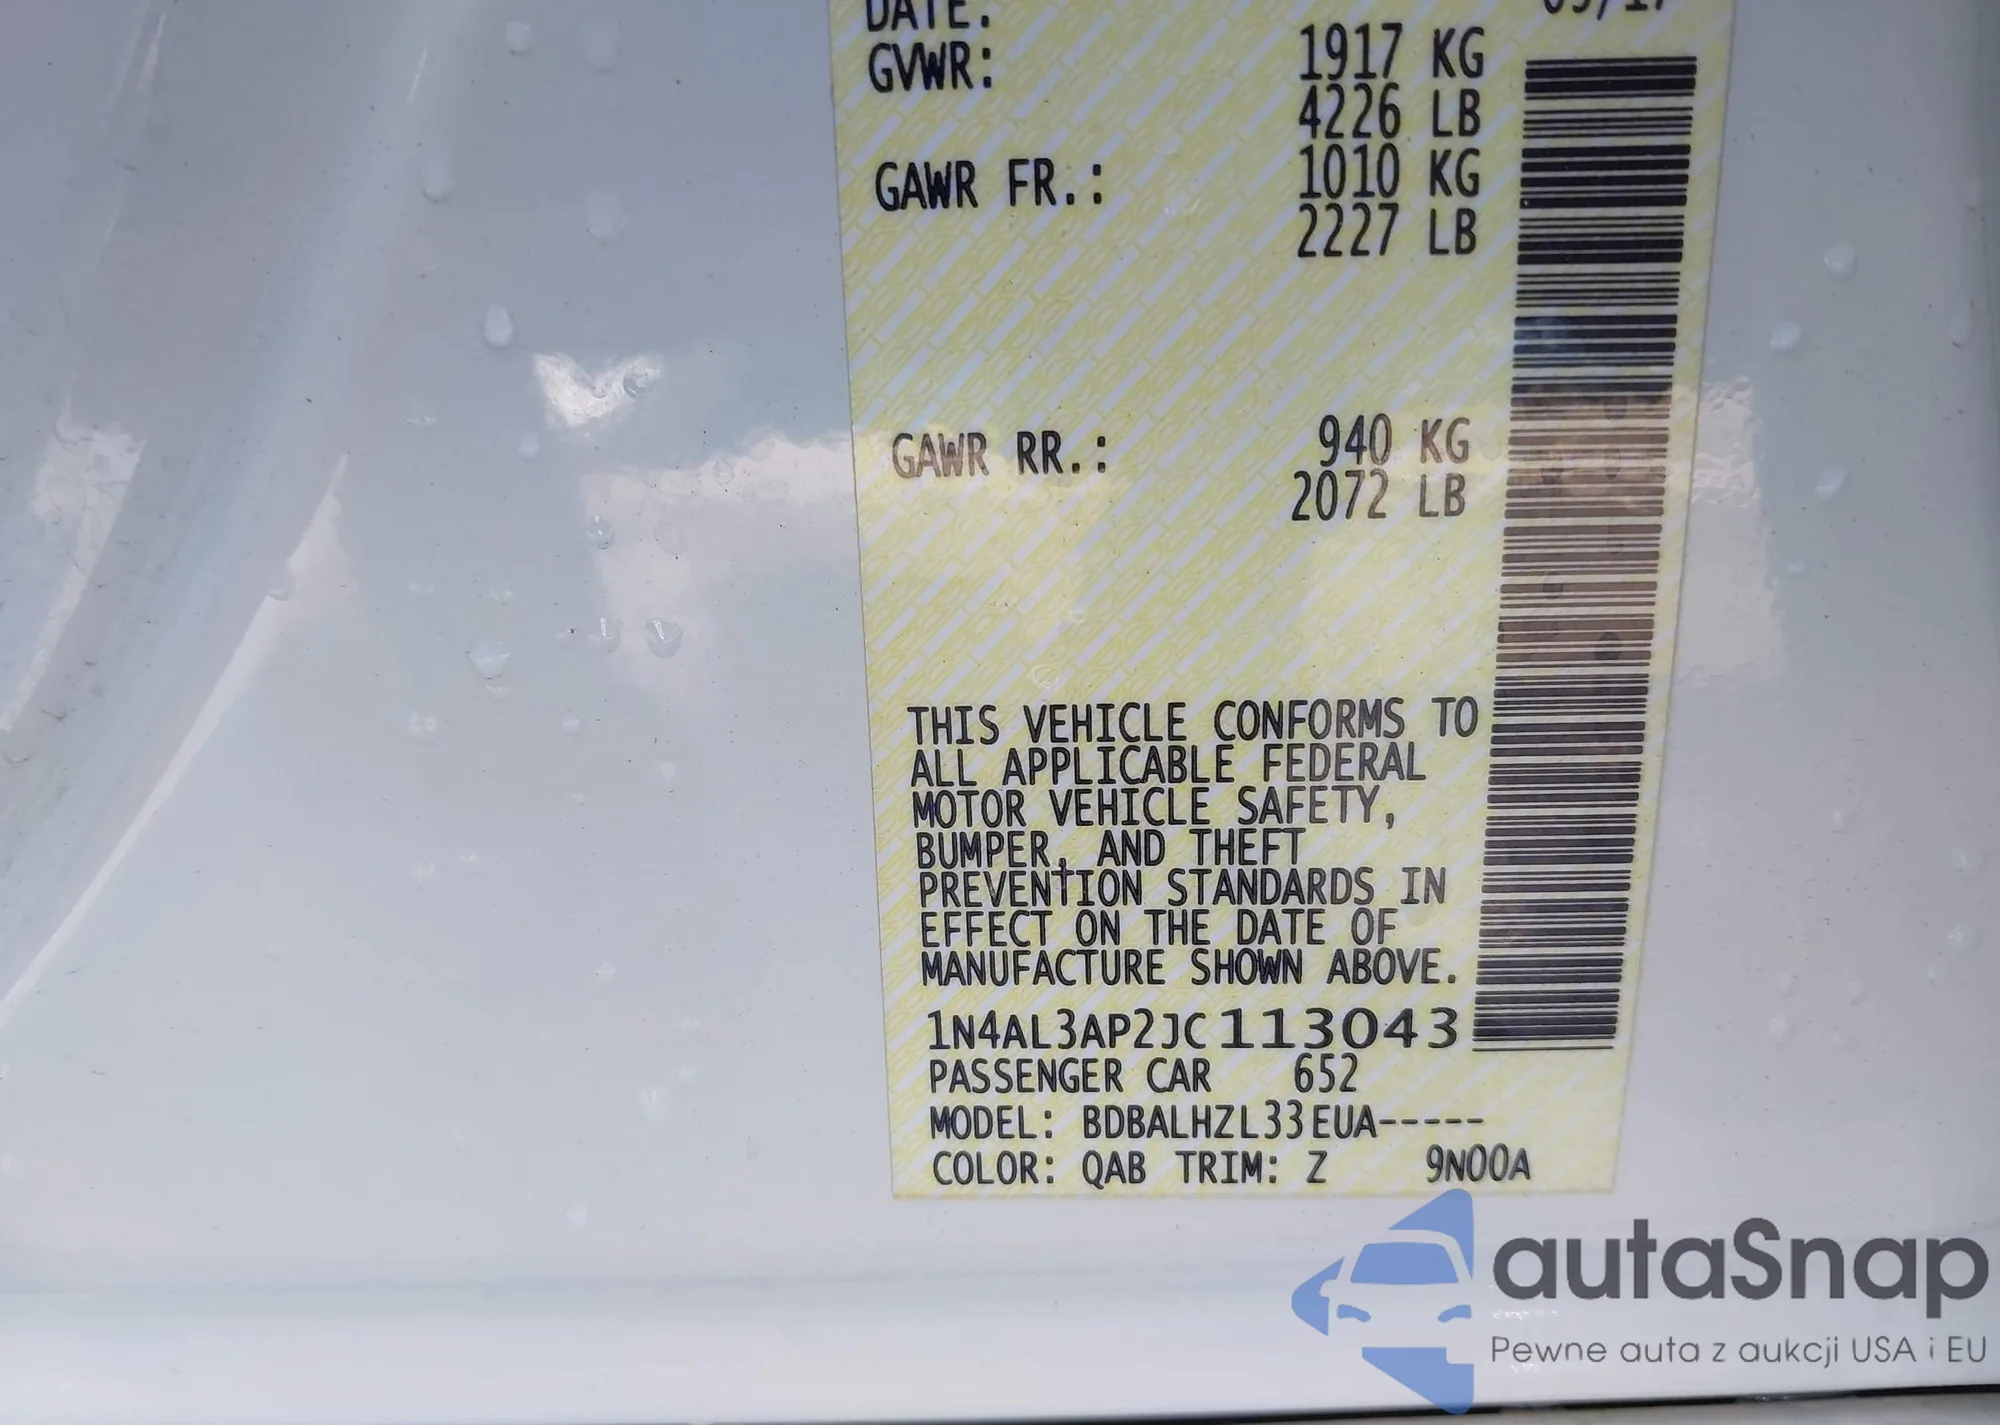 DATE:
GVWR: 1917 KG
4226 LB
GAWR FR.: 1010 KG
2227 LB
GAWR RR.: 940 KG
2072 LB
THIS VEHICLE CONFORMS TO
ALL APPLICABLE FEDERAL
MOTOR VEHICLE SAFETY,
BUMPER, AND THEFT
PREVENTION STANDARDS IN
EFFECT ON THE DATE OF
MANUFACTURE SHOWN ABOVE.
1N4AL3AP2JC113043
PASSENGER CAR 652
MODEL: BDBALHZL33EUA-----
COLOR: QAB TRIM: Z 9N00A
autaSnap
Pewne auta z aukcji USA i EU